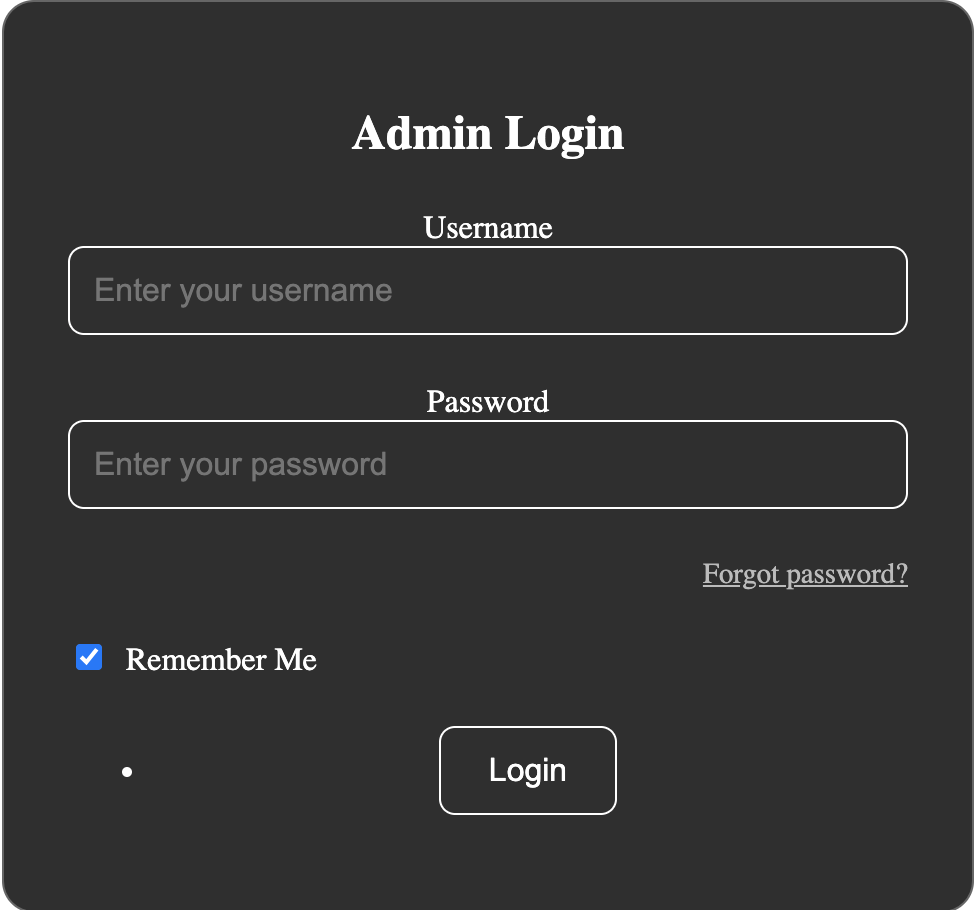 Admin Login
Username
Enter your username
Password
Enter your password
Forgot password?
Remember Me
Login